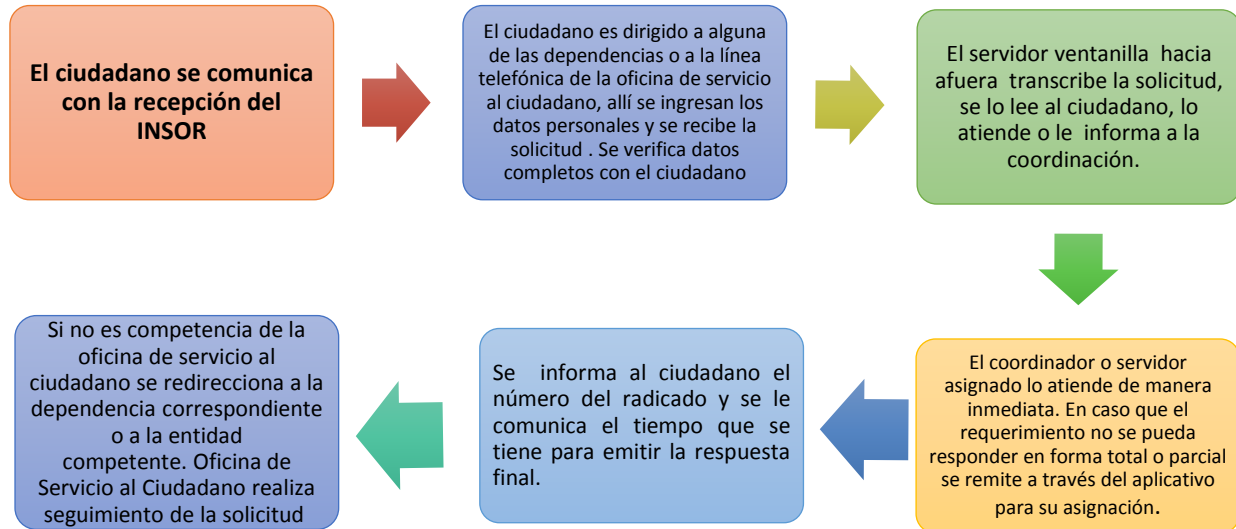 El ciudadano se comunica
con la recepción del
INSOR
El ciudadano es dirigido a alguna
de las dependencias o a la línea
telefónica de la oficina de servicio
al ciudadano, allí se ingresan los
datos personales y se recibe la
solicitud . Se verifica datos
completos con el ciudadano
El servidor ventanilla hacia
afuera transcribe la solicitud,
se lo lee al ciudadano, lo
atiende o le informa a la
coordinación.
El coordinador o servidor
asignado lo atiende de manera
inmediata. En caso que el
requerimiento no se pueda
responder en forma total o parcial
se remite a través del aplicativo
para su asignación.
Se informa al ciudadano el
número del radicado y se le
comunica el tiempo que se
tiene para emitir la respuesta
final.
Si no es competencia de la
oficina de servicio al
ciudadano se redirecciona a la
dependencia correspondiente
o a la entidad
competente. Oficina de
Servicio al Ciudadano realiza
seguimiento de la solicitud